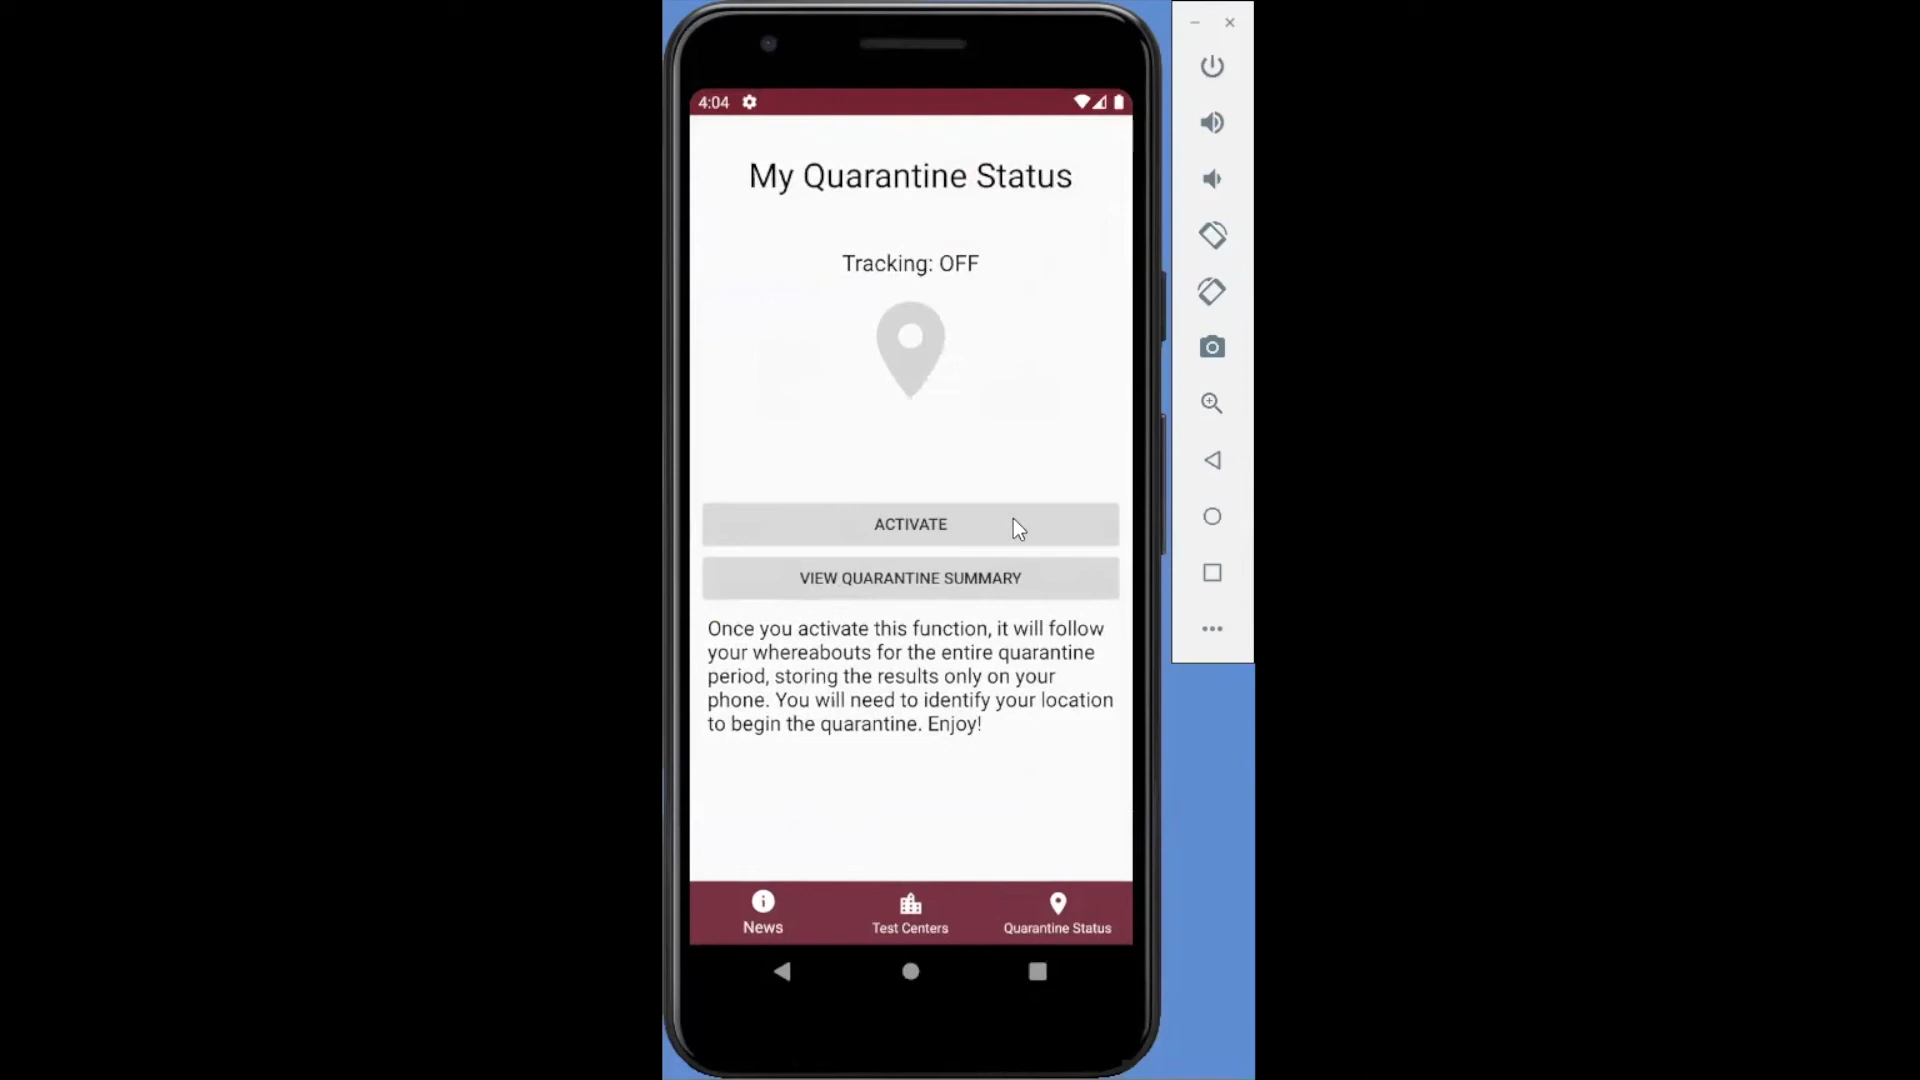 4:04
My Quarantine Status
Tracking: OFF
ACTIVATE
VIEW QUARANTINE SUMMARY
Once you activate this function, it will follow
your whereabouts for the entire quarantine
period, storing the results only on your
phone. You will need to identify your location
to begin the quarantine. Enjoy!
News
Test Centers
Quarantine Status